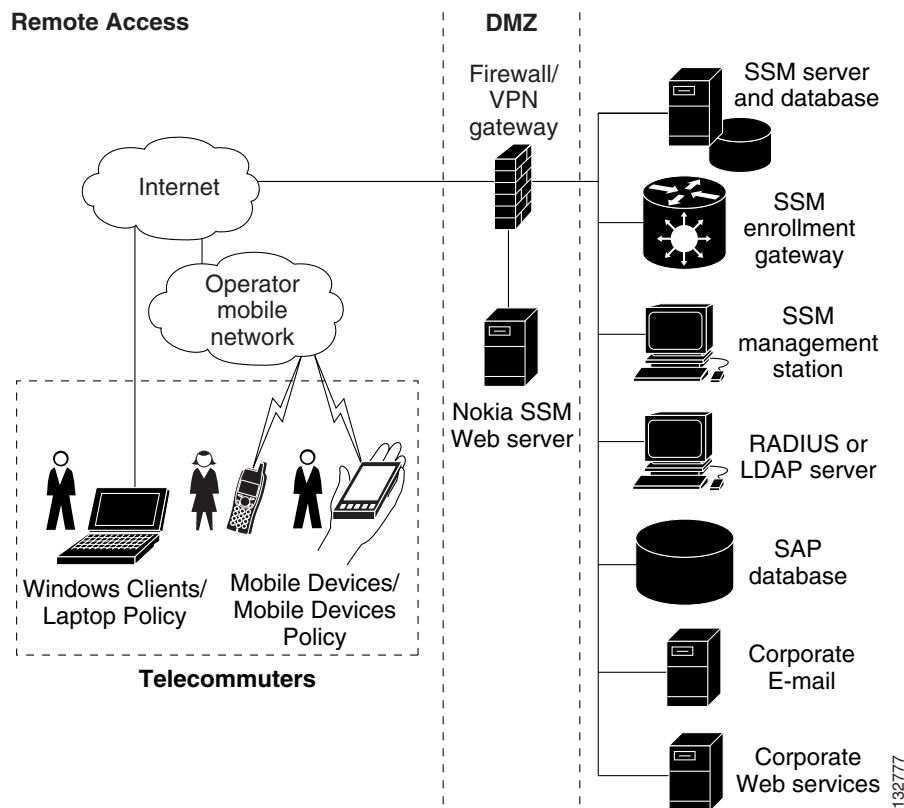 Remote Access
DMZ
Firewall/
VPN
gateway
SSM server
and database
Internet
SSM
enrollment
gateway
Operator
mobile
network
SSM
management
station
Nokia SSM
Web server
RADIUS or
LDAP server
SAP
database
Windows Clients/
Laptop Policy
Mobile Devices/
Mobile Devices
Policy
Telecommuters
Corporate
E-mail
Corporate
Web services
132777